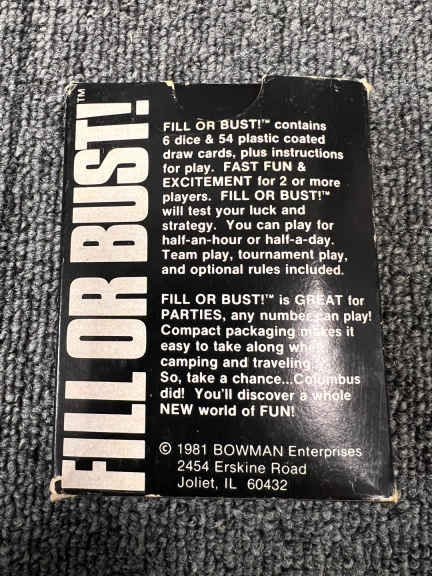 FILL OR BUST!™
FILL OR BUST!™ contains
6 dice & 54 plastic coated
draw cards, plus instructions
for play. FAST FUN &
EXCITEMENT for 2 or more
players. FILL OR BUST!™
will test your luck and
strategy. You can play for
half-an-hour or half-a-day.
Team play, tournament play,
and optional rules included.
FILL OR BUST!™ is GREAT for
PARTIES, any number can play!
Compact packaging makes it
easy to take along when
camping and traveling.
So, take a chance...Columbus
did! You'll discover a whole
NEW world of FUN!
© 1981 BOWMAN Enterprises
2454 Erskine Road
Joliet, IL 60432